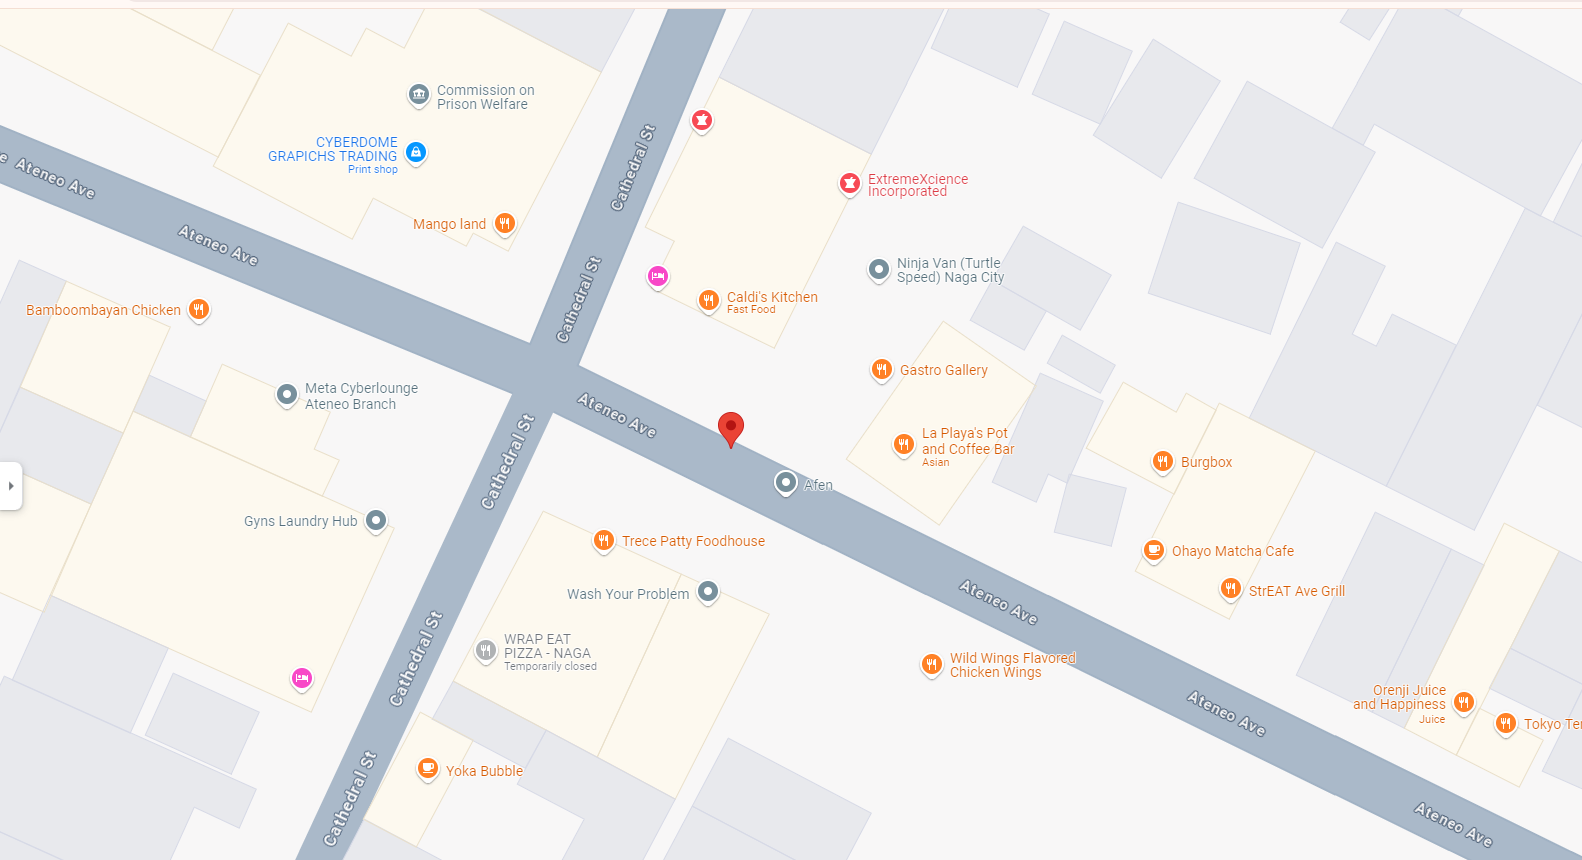 Commission on
Prison Welfare
CYBERDOME
GRAPICHS TRADING
Print shop
Cathedral St
ExtremeXcience
Incorporated
Ateneo Ave
Mango land
Ateneo Ave
Cathedral St
Ninja Van (Turtle
Speed) Naga City
Bamboombayan Chicken
Caldi's Kitchen
Fast Food
Gastro Gallery
Meta Cyberlounge
Ateneo Branch
Ateneo Ave
La Playa's Pot
and Coffee Bar
Asian
Burgbox
Cathedral St
Afen
Gyns Laundry Hub
Trece Patty Foodhouse
Ohayo Matcha Cafe
Wash Your Problem
Ateneo Ave
StrEAT Ave Grill
WRAP EAT
PIZZA - NAGA
Temporarily closed
Cathedral St
Wild Wings Flavored
Chicken Wings
Orenji Juice
and Happiness
Juice
Ateneo Ave
Tokyo Te
Yoka Bubble
Cathedral St
Ateneo Ave